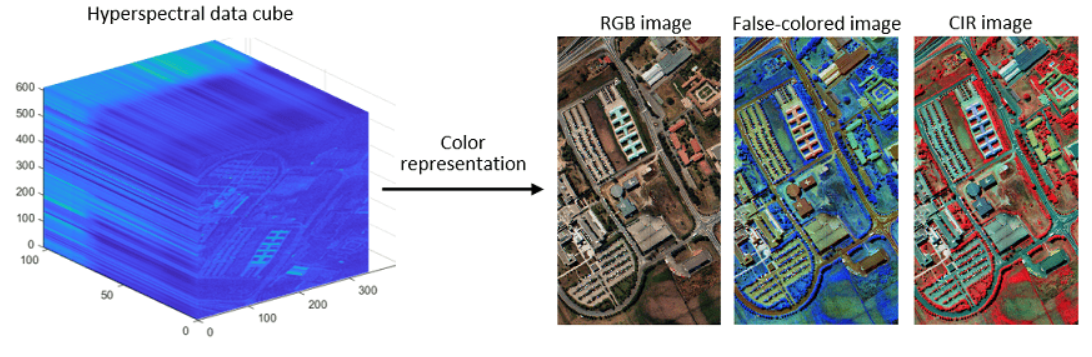 Hyperspectral data cube
600
500
400
300
200
100
0
100
50
0
0
100
200
300
Color
representation
RGB image
False-colored image
CIR image